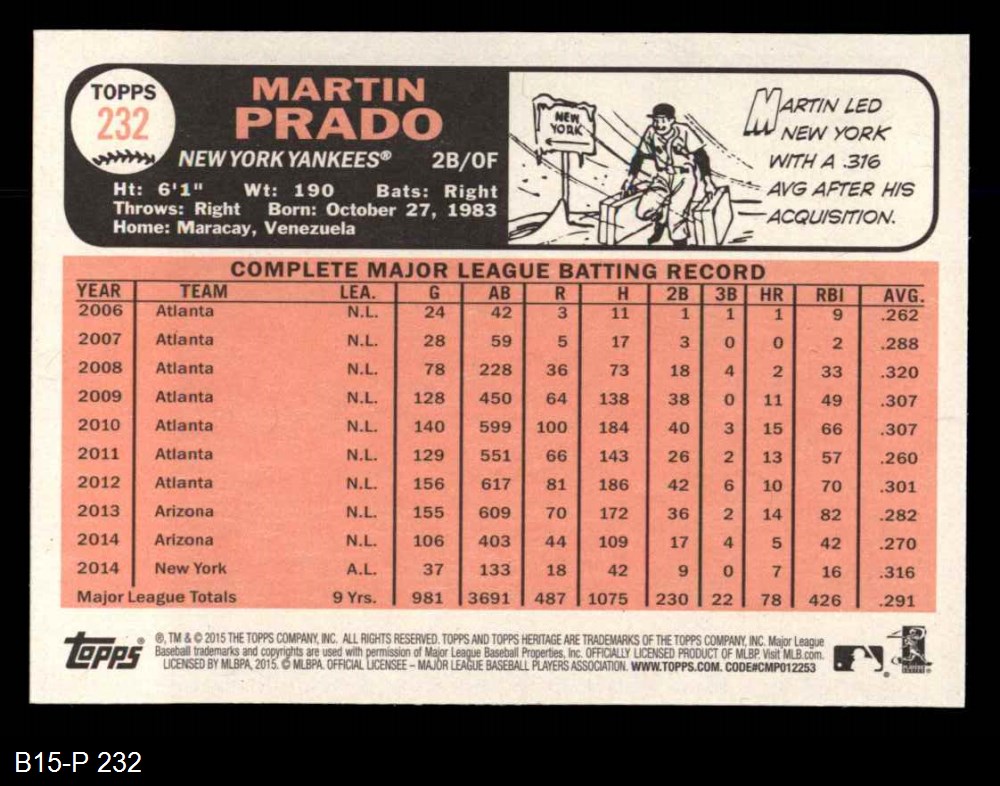 TOPPS
232
MARTIN
PRADO
NEW YORK YANKEES® 2B/OF
Ht: 6'1" Wt: 190 Bats: Right
Throws: Right Born: October 27, 1983
Home: Maracay, Venezuela
NEW
YORK
MARTIN LED
NEW YORK
WITH A .316
AVG AFTER HIS
ACQUISITION.
COMPLETE MAJOR LEAGUE BATTING RECORD
YEAR TEAM LEA. G AB R H 2B 3B HR RBI AVG.
2006 Atlanta N.L. 24 42 3 11 1 1 1 9 .262
2007 Atlanta N.L. 28 59 5 17 3 0 0 2 .288
2008 Atlanta N.L. 78 228 36 73 18 4 2 33 .320
2009 Atlanta N.L. 128 450 64 138 38 0 11 49 .307
2010 Atlanta N.L. 140 599 100 184 40 3 15 66 .307
2011 Atlanta N.L. 129 551 66 143 26 2 13 57 .260
2012 Atlanta N.L. 156 617 81 186 42 6 10 70 .301
2013 Arizona N.L. 155 609 70 172 36 2 14 82 .282
2014 Arizona N.L. 106 403 44 109 17 4 5 42 .270
2014 New York A.L. 37 133 18 42 9 0 7 16 .316
Major League Totals 9 Yrs. 981 3691 487 1075 230 22 78 426 .291
Topps®
®, TM & © 2015 THE TOPPS COMPANY, INC. ALL RIGHTS RESERVED. TOPPS AND TOPPS HERITAGE ARE TRADEMARKS OF THE TOPPS COMPANY, INC. Major League
Baseball trademarks and copyrights are used with permission of Major League Baseball Properties, Inc. OFFICIALLY LICENSED PRODUCT OF MLBP. Visit MLB.com.
LICENSED BY MLBPA, 2015. © MLBPA. OFFICIAL LICENSEE – MAJOR LEAGUE BASEBALL PLAYERS ASSOCIATION. WWW.TOPPS.COM. CODE#CMP012253
B15-P 232